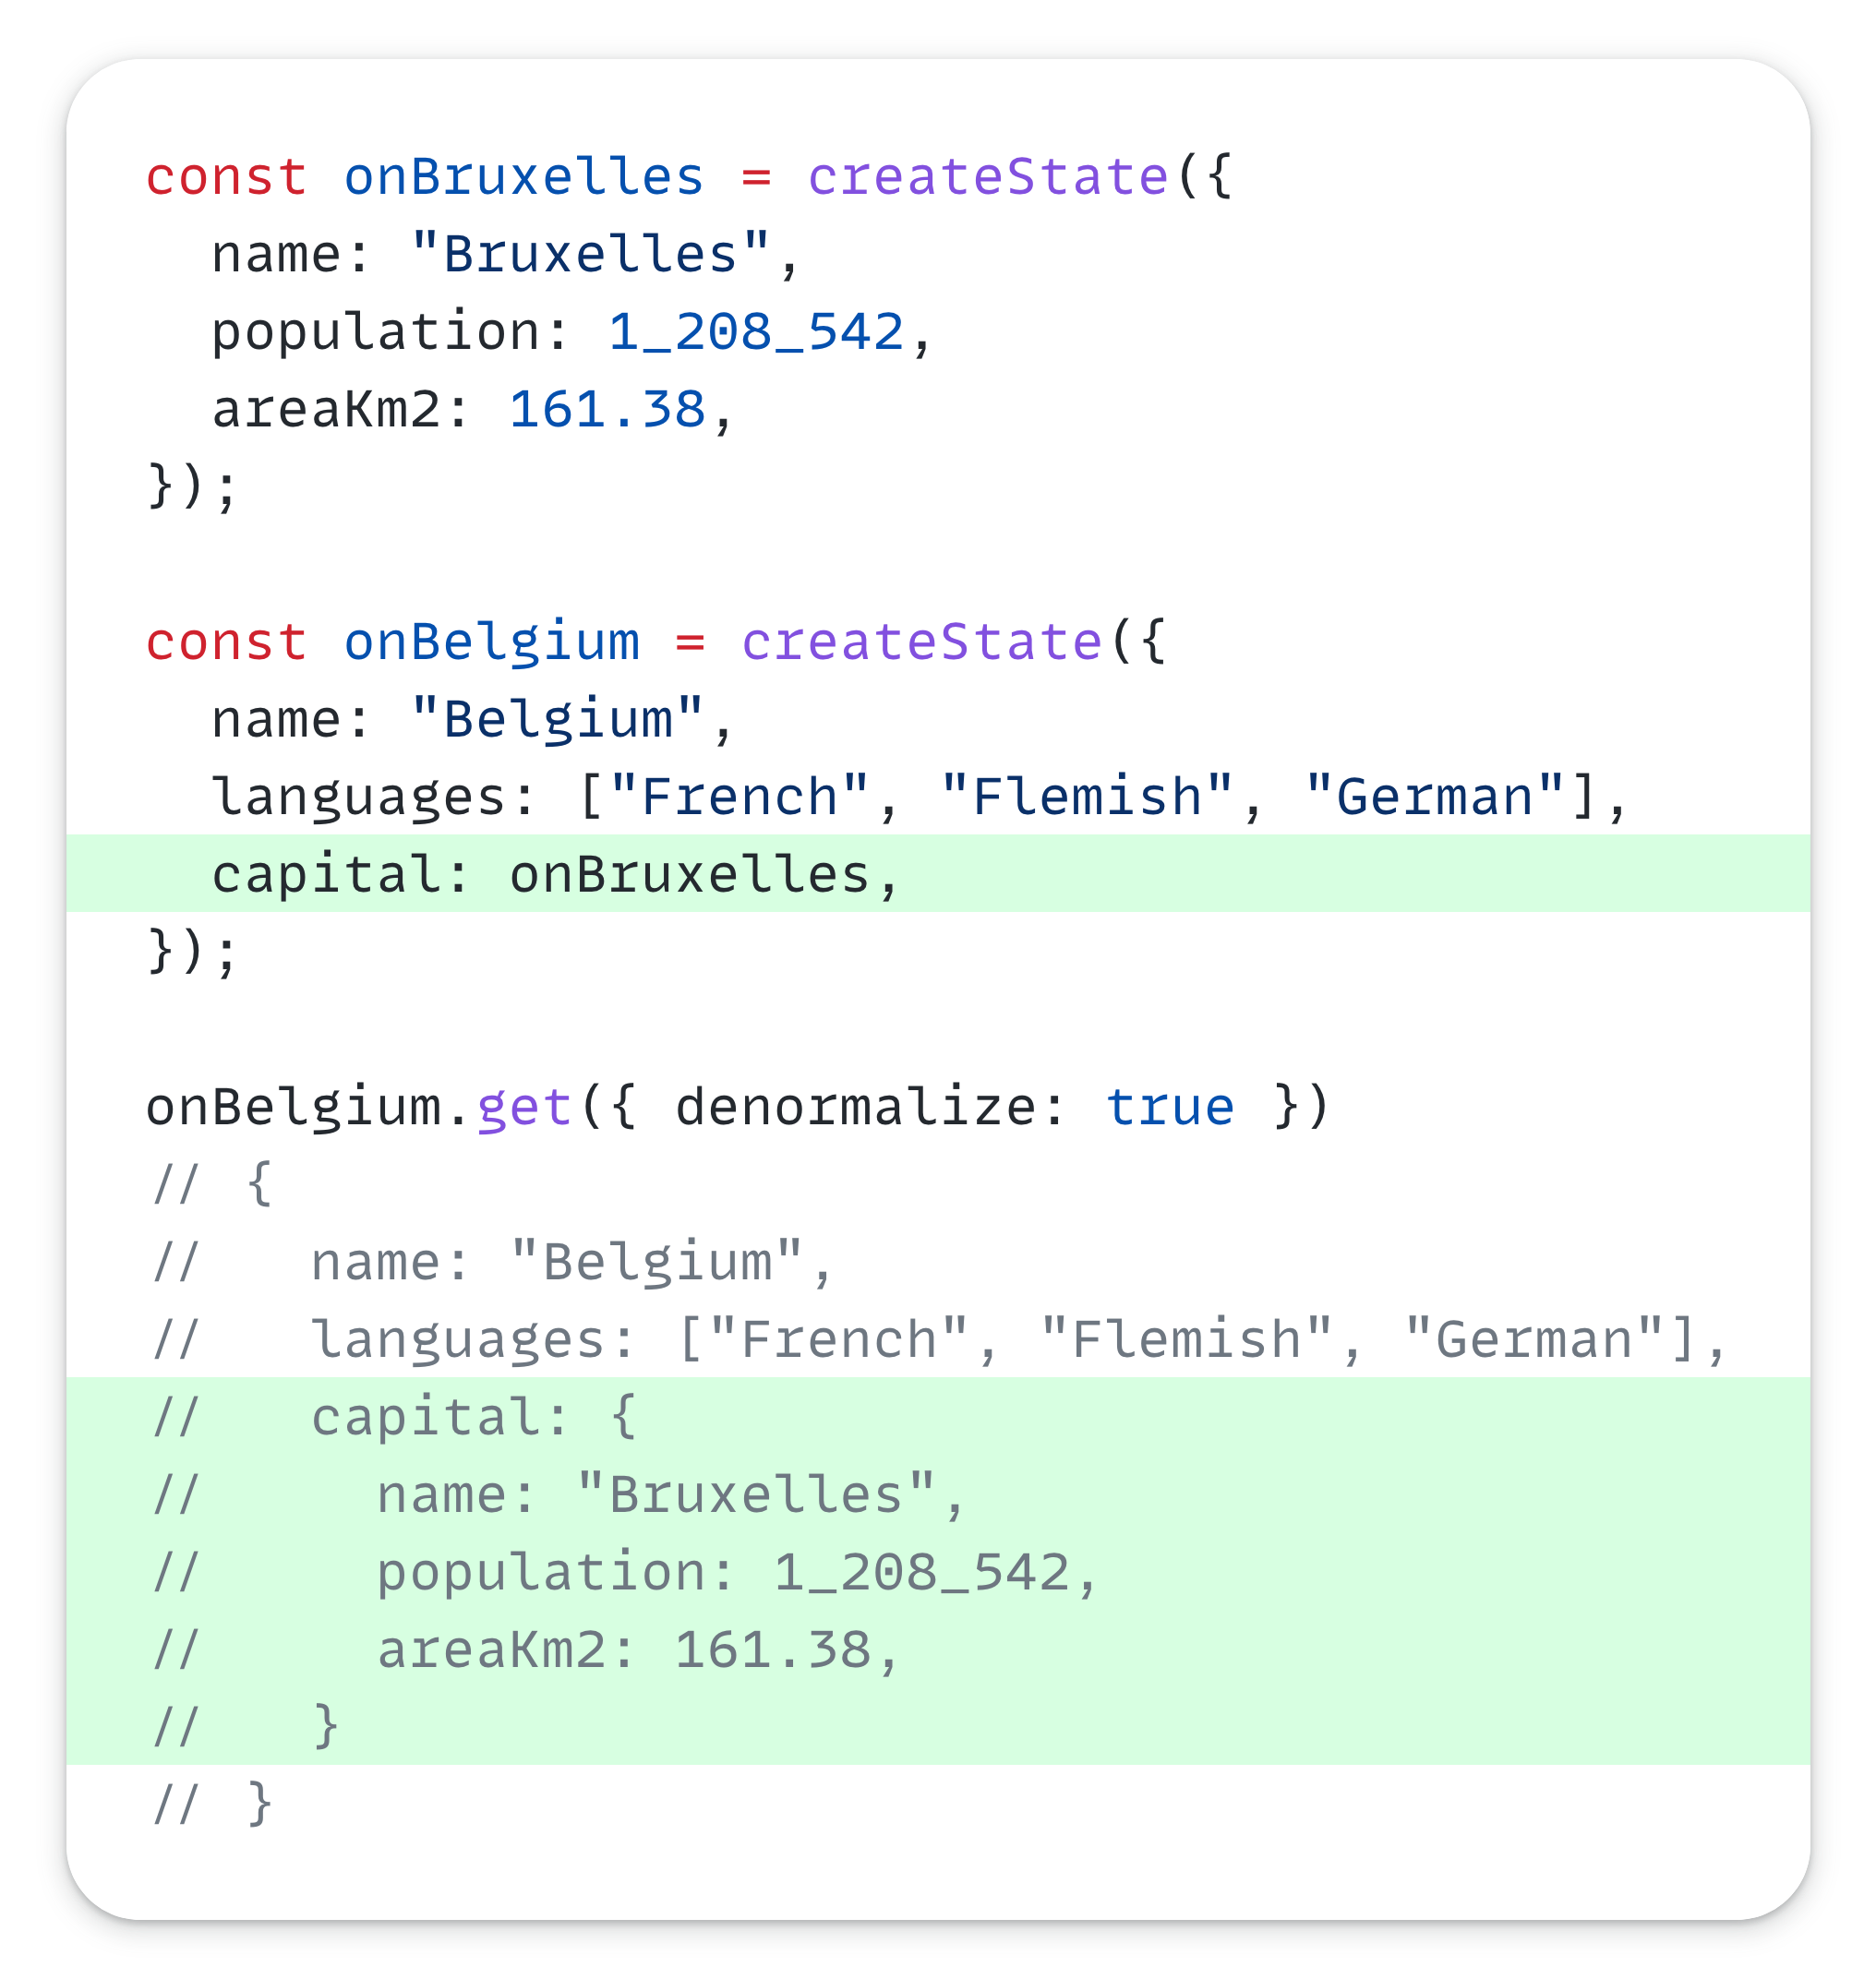 const onBruxelles = createState({
  name: "Bruxelles",
  population: 1_208_542,
  areaKm2: 161.38,
});

const onBelgium = createState({
  name: "Belgium",
  languages: ["French", "Flemish", "German"],
  capital: onBruxelles,
});

onBelgium.get({ denormalize: true })
// {
//   name: "Belgium",
//   languages: ["French", "Flemish", "German"],
//   capital: {
//     name: "Bruxelles",
//     population: 1_208_542,
//     areaKm2: 161.38,
//   }
// }